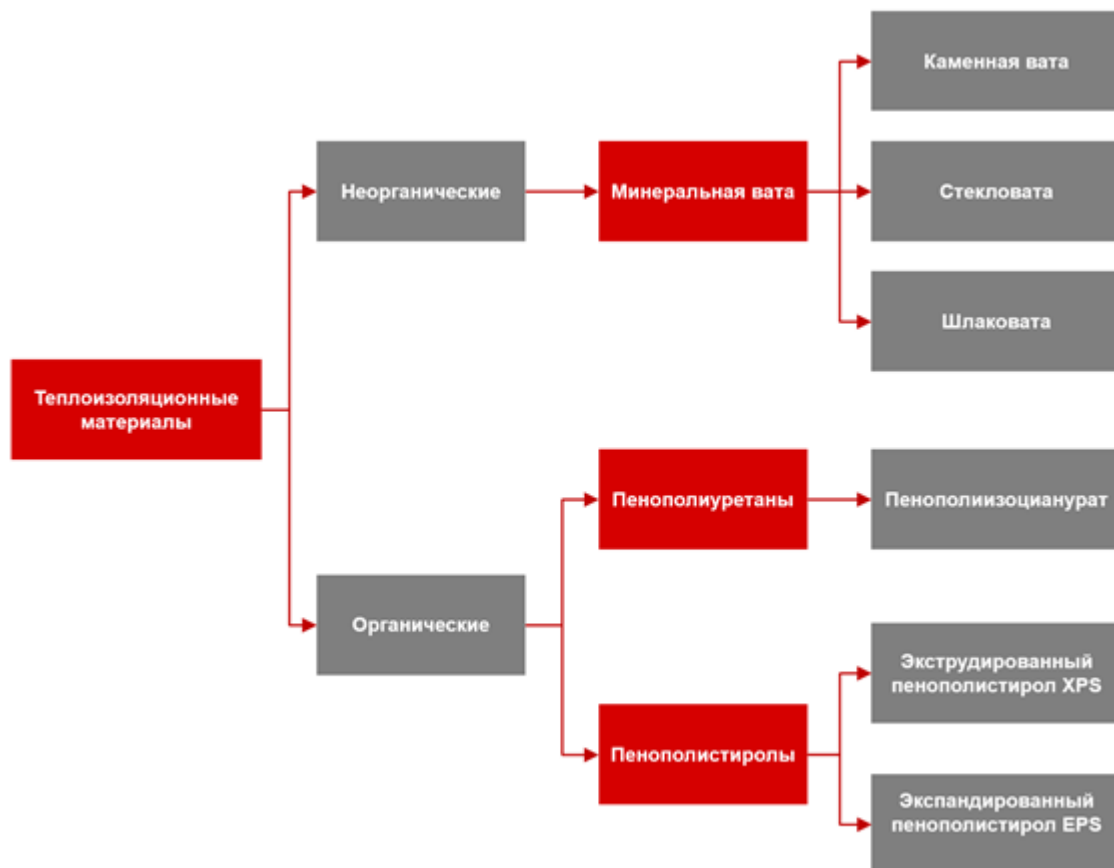 Каменная вата
Неорганические
Минеральная вата
Стекловата
Шлаковата
Теплоизоляционные
материалы
Пенополиуретаны
Пенополиизоцианурат
Органические
Экструдированный
пенополистирол XPS
Пенополистиролы
Экспандированный
пенополистирол EPS